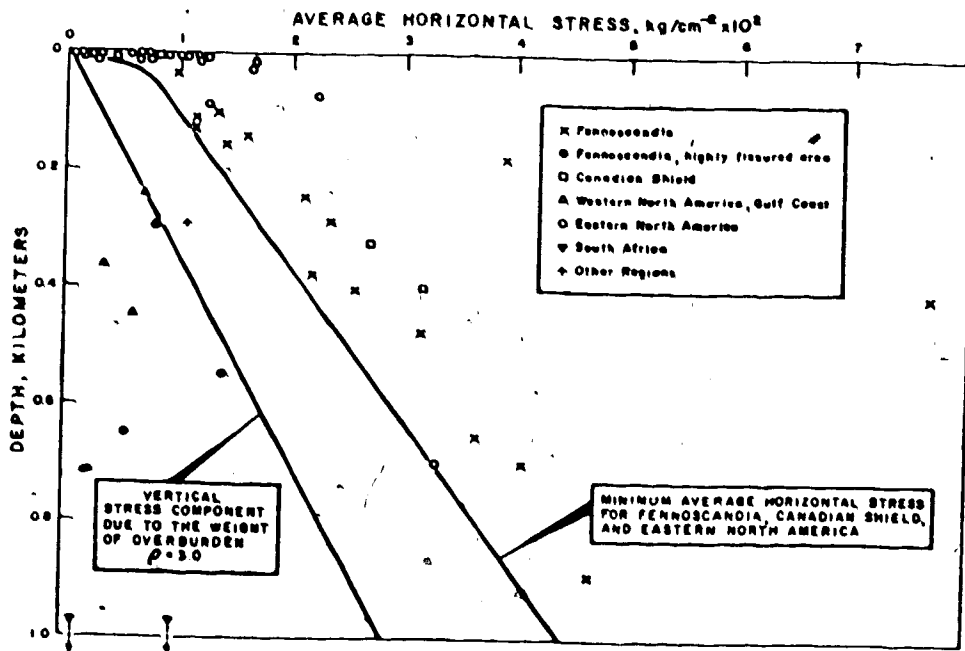 AVERAGE HORIZONTAL STRESS, kg/cm⁻² x10²
0 1 2 3 4 5 6 7
0
0.2
0.4
0.6
0.8
1.0
DEPTH, KILOMETERS
x Fennoscandia
● Fennoscandia, highly fissured area
□ Canadian Shield
▲ Western North America, Gulf Coast
○ Eastern North America
▼ South Africa
+ Other Regions
VERTICAL
STRESS COMPONENT
DUE TO THE WEIGHT
OF OVERBURDEN
ρ = 3.0
MINIMUM AVERAGE HORIZONTAL STRESS
FOR FENNOSCANDIA, CANADIAN SHIELD,
AND EASTERN NORTH AMERICA